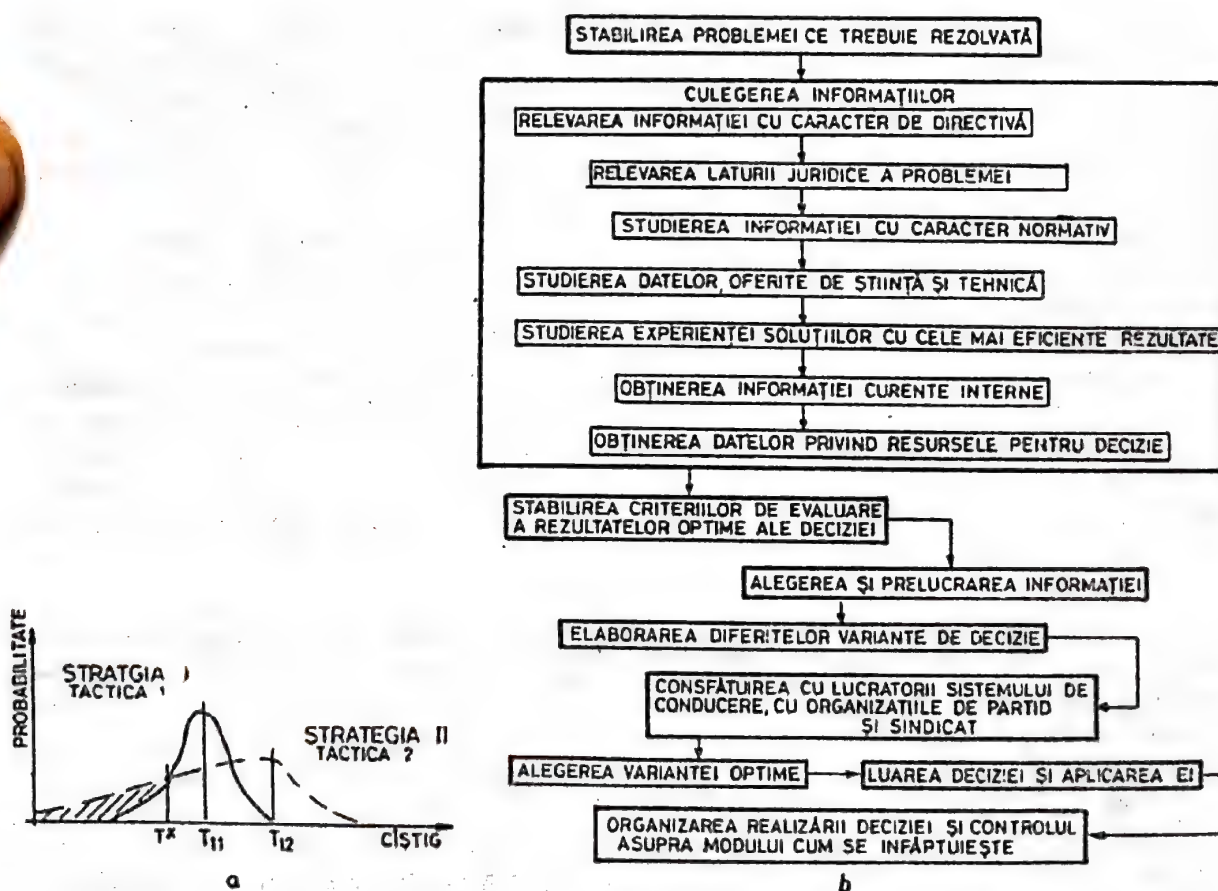 STABILIREA PROBLEMEI CE TREBUIE REZOLVATĂ
CULEGEREA INFORMAȚIILOR
RELEVAREA INFORMAȚIEI CU CARACTER DE DIRECTIVĂ
RELEVAREA LATURII JURIDICE A PROBLEMEI
STUDIEREA INFORMAȚIEI CU CARACTER NORMATIV
STUDIEREA DATELOR, OFERITE DE ȘTIINȚĂ ȘI TEHNICĂ
STUDIEREA EXPERIENȚEI SOLUȚIILOR CU CELE MAI EFICIENTE REZULTATE
OBȚINEREA INFORMAȚIEI CURENTE INTERNE
OBȚINEREA DATELOR PRIVIND RESURSELE PENTRU DECIZIE
STABILIREA CRITERIILOR DE EVALUARE
A REZULTATELOR OPTIME ALE DECIZIEI
ALEGEREA ȘI PRELUCRAREA INFORMAȚIEI
ELABORAREA DIFERITELOR VARIANTE DE DECIZIE
CONSFĂTUIREA CU LUCRATORII SISTEMULUI DE
CONDUCERE, CU ORGANIZAȚIILE DE PARTID
ȘI SINDICAT
ALEGEREA VARIANTEI OPTIME
LUAREA DECIZIEI ȘI APLICAREA EI
ORGANIZAREA REALIZĂRII DECIZIEI ȘI CONTROLUL
ASUPRA MODULUI CUM SE INFĂPTUIEȘTE
b
PROBABILITATE
STRATGIA I
TACTICA 1
STRATEGIA II
TACTICA 2
T* T11 T12 CÎȘTIG
a